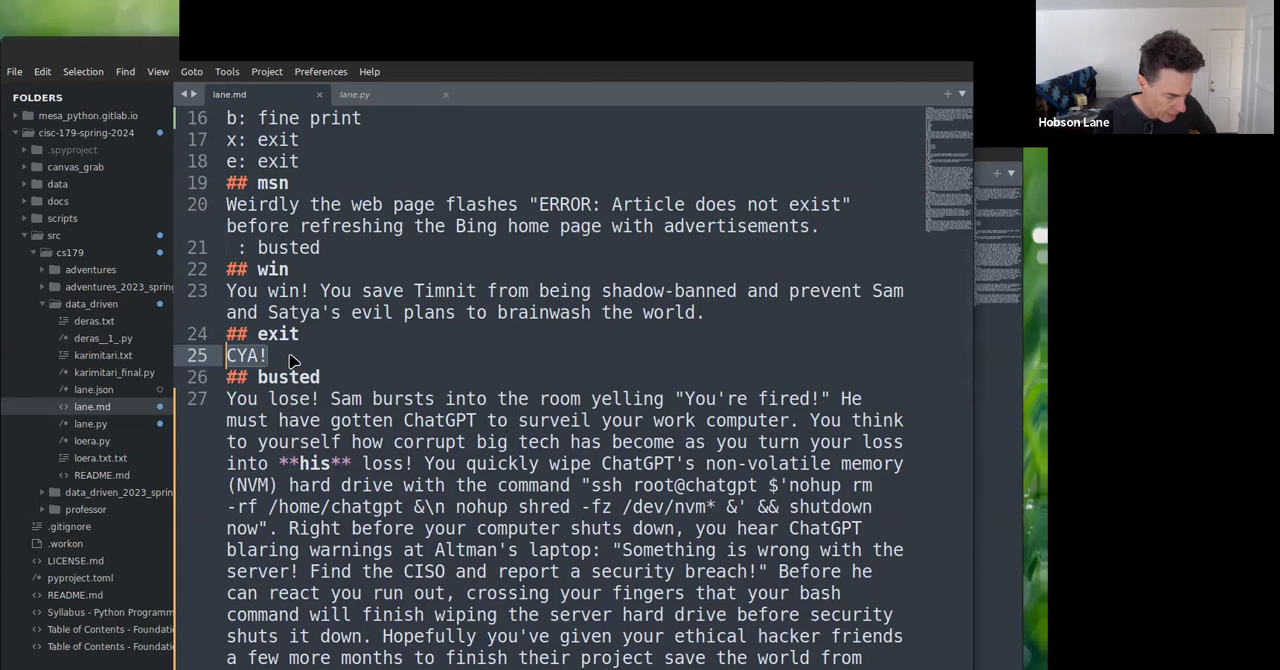 File Edit Selection Find View Goto Tools Project Preferences Help
FOLDERS
mesa_python.gitlab.io
cisc-179-spring-2024
.spyproject
canvas_grab
data
docs
scripts
src
cs179
adventures
adventures_2023_spring
data_driven
deras.txt
deras__1_.py
karimitari.txt
karimitari_final.py
lane.json
lane.md
lane.py
loera.py
loera.txt.txt
README.md
data_driven_2023_sprin
professor
.gitignore
.workon
LICENSE.md
pyproject.toml
README.md
Syllabus - Python Programm
Table of Contents - Foundati
Table of Contents - Foundati
lane.md
lane.py
16 b: fine print
17 x: exit
18 e: exit
19 ## msn
20 Weirdly the web page flashes "ERROR: Article does not exist"
before refreshing the Bing home page with advertisements.
21 : busted
22 ## win
23 You win! You save Timnit from being shadow-banned and prevent Sam
and Satya's evil plans to brainwash the world.
24 ## exit
25 CYA!
26 ## busted
27 You lose! Sam bursts into the room yelling "You're fired!" He
must have gotten ChatGPT to surveil your work computer. You think
to yourself how corrupt big tech has become as you turn your loss
into **his** loss! You quickly wipe ChatGPT's non-volatile memory
(NVM) hard drive with the command "ssh root@chatgpt $'nohup rm
-rf /home/chatgpt &\n nohup shred -fz /dev/nvm* &' && shutdown
now". Right before your computer shuts down, you hear ChatGPT
blaring warnings at Altman's laptop: "Something is wrong with the
server! Find the CISO and report a security breach!" Before he
can react you run out, crossing your fingers that your bash
command will finish wiping the server hard drive before security
shuts it down. Hopefully you've given your ethical hacker friends
a few more months to finish their project save the world from
Hobson Lane